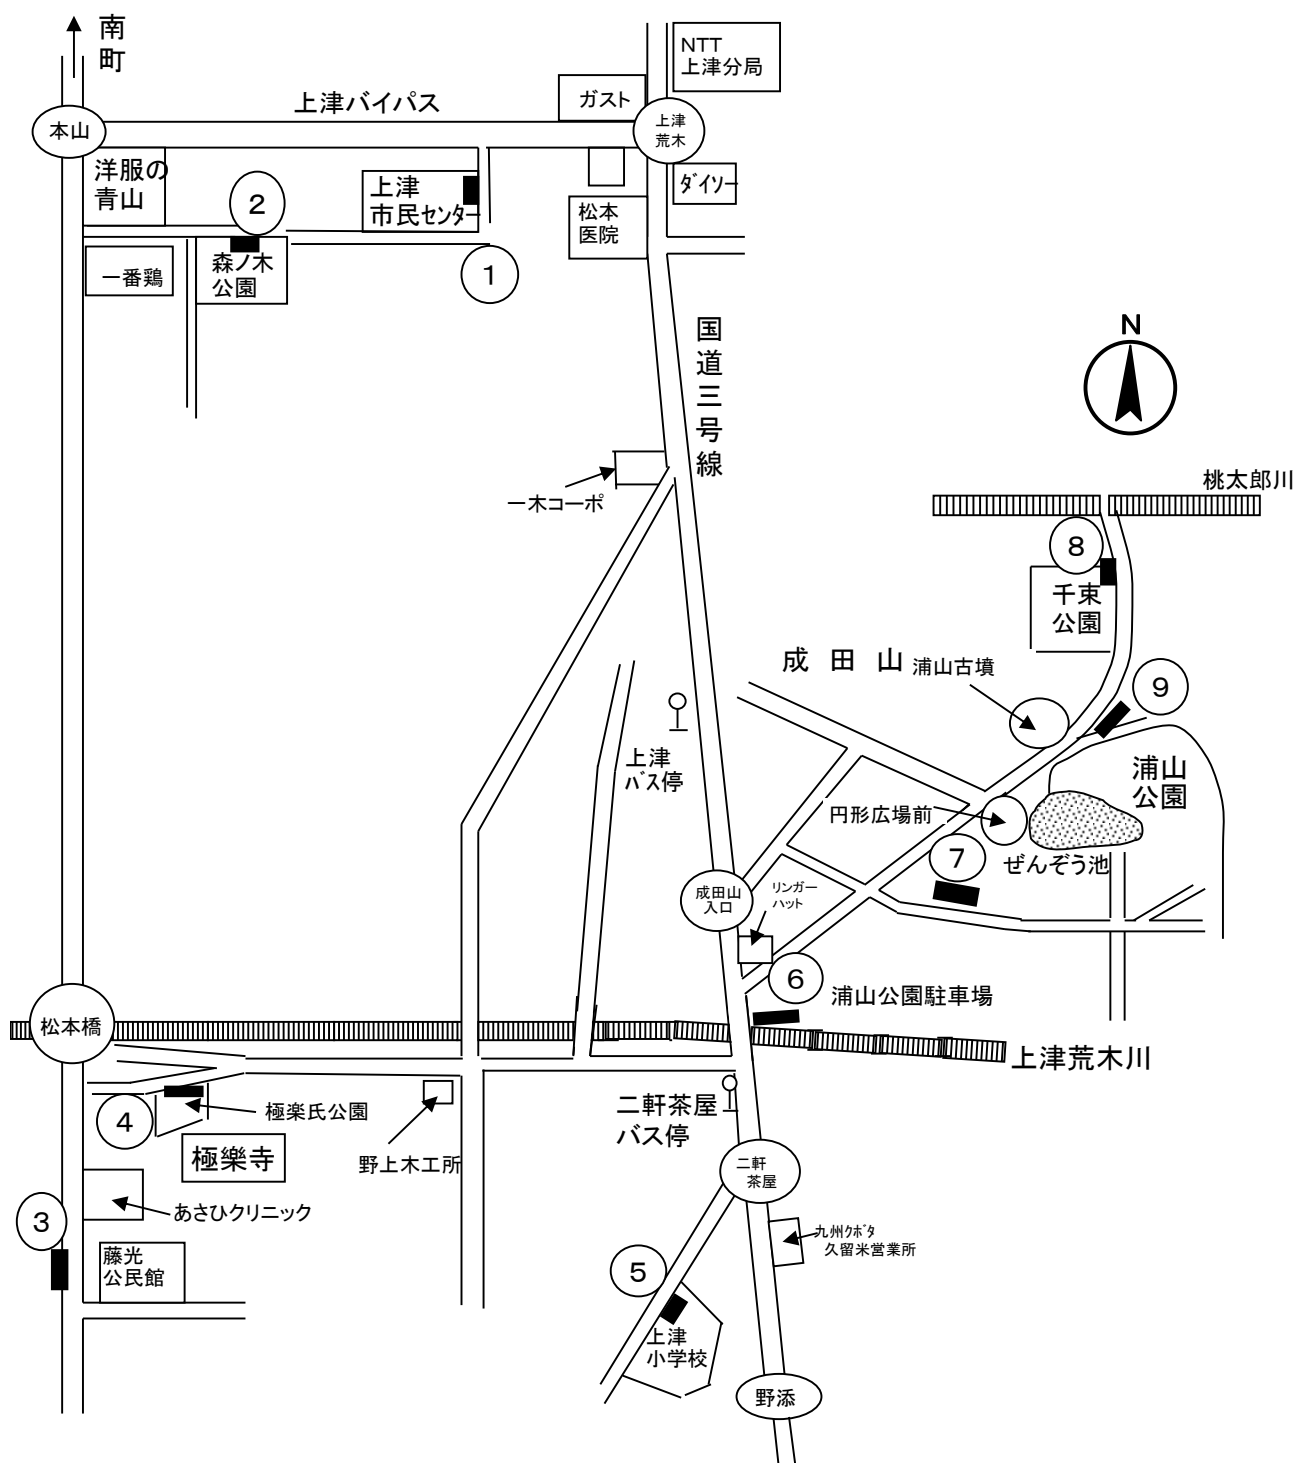 南
町
NTT
上津分局
上津バイパス
ガスト
本山
上津
荒木
洋服の
青山
②
上津
市民センター
松本
医院
ダイソー
一番鶏
森ノ木
公園
①
国
道
三
号
線
N
一木コーポ
桃太郎川
⑧
千束
公園
成田山
浦山古墳
⑨
上津
バス停
浦山
公園
円形広場前
⑦
ぜんぞう池
成田山
入口
リンガー
ハット
⑥
浦山公園駐車場
松本橋
上津荒木川
④
極楽氏公園
二軒茶屋
バス停
極樂寺
野上木工所
二軒
茶屋
③
あさひクリニック
九州クボタ
久留米営業所
藤光
公民館
⑤
上津
小学校
野添